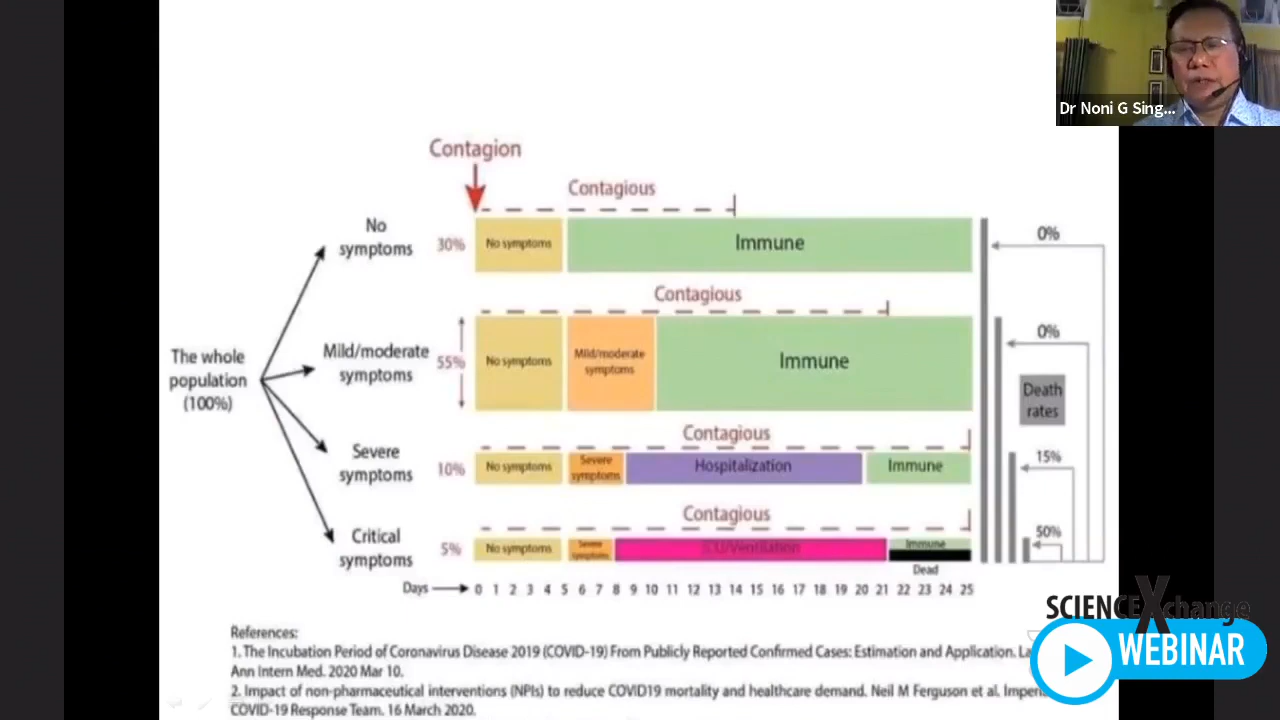 Dr Noni G Sing...
Contagion
Contagious
No
symptoms
30%
No symptoms
Immune
0%
Contagious
The whole
population
(100%)
Mild/moderate
symptoms
55%
No symptoms
Mild/moderate
symptoms
Immune
0%
Death
rates
Contagious
Severe
symptoms
10%
No symptoms
Severe
symptoms
Hospitalization
Immune
15%
Contagious
Critical
symptoms
5%
No symptoms
Severe
symptoms
ICU/Ventilation
Immune
Dead
50%
Days
0 1 2 3 4 5 6 7 8 9 10 11 12 13 14 15 16 17 18 19 20 21 22 23 24 25
References:
1. The Incubation Period of Coronavirus Disease 2019 (COVID-19) From Publicly Reported Confirmed Cases: Estimation and Application. La
Ann Intern Med. 2020 Mar 10.
2. Impact of non-pharmaceutical interventions (NPIs) to reduce COVID19 mortality and healthcare demand. Neil M Ferguson et al. Imper
COVID-19 Response Team. 16 March 2020.
SCIENCEXchange
WEBINAR